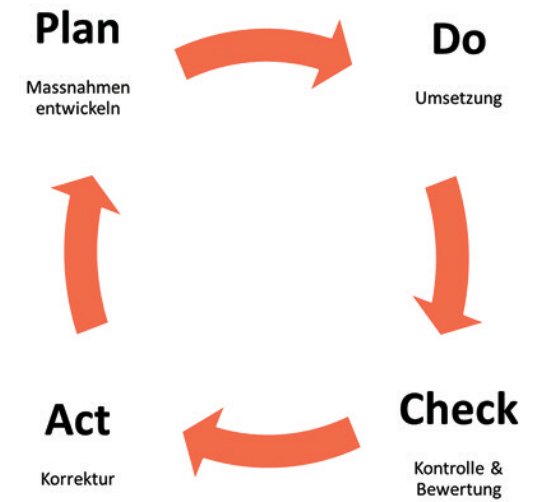 Plan
Massnahmen
entwickeln
Do
Umsetzung
Check
Kontrolle &
Bewertung
Act
Korrektur